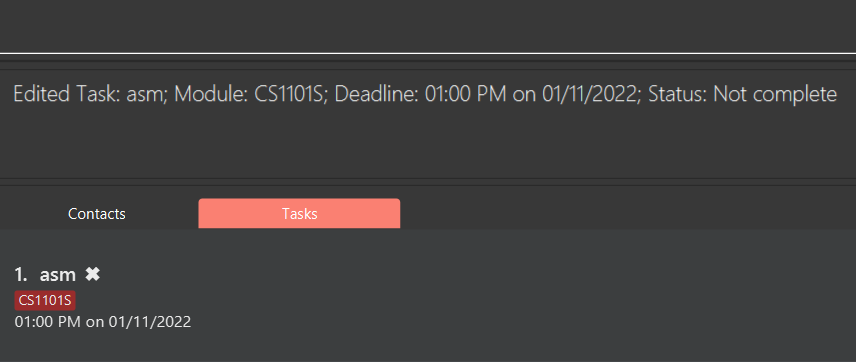 Edited Task: asm; Module: CS1101S; Deadline: 01:00 PM on 01/11/2022; Status: Not complete
Contacts
Tasks
1. asm ✖
CS1101S
01:00 PM on 01/11/2022